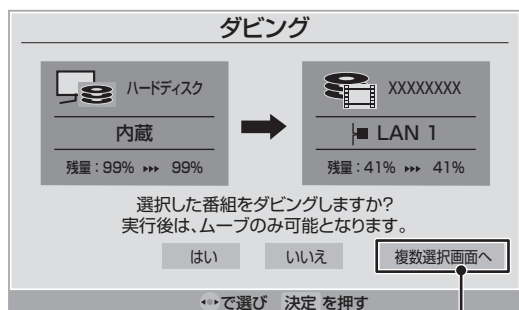 ダビング
ハードディスク
内蔵
残量：99% ▸▸▸ 99%
XXXXXXXX
LAN 1
残量：41% ▸▸▸ 41%
選択した番組をダビングしますか?
実行後は、ムーブのみ可能となります。
はい いいえ 複数選択画面へ
で選び 決定 を押す